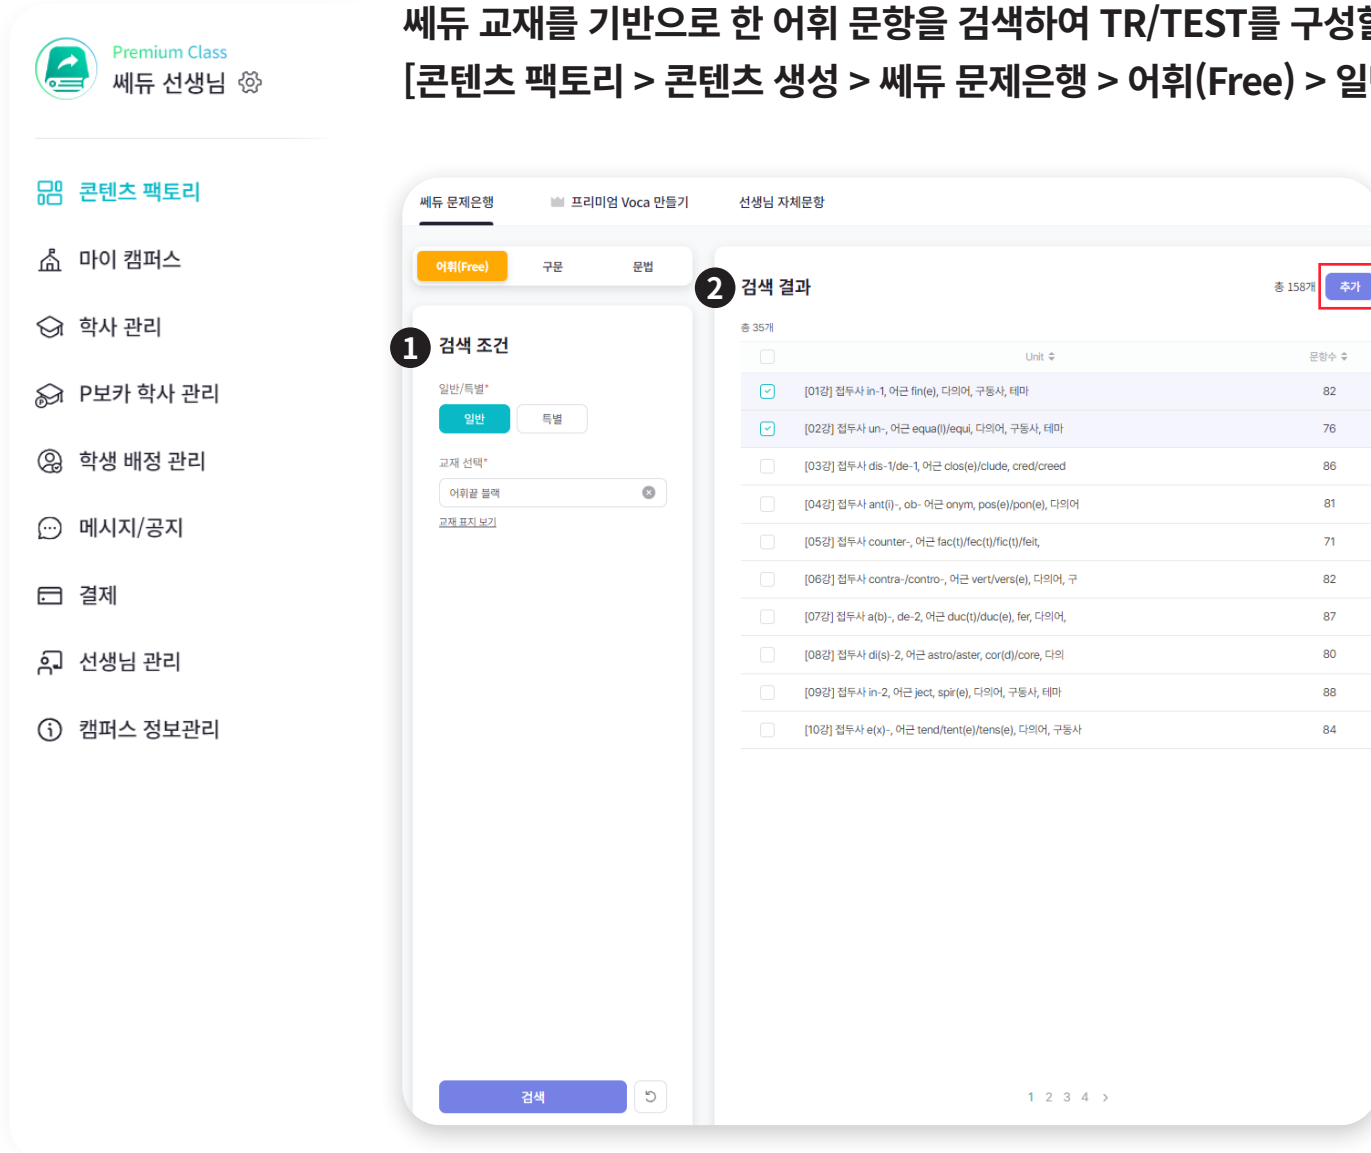 쎄듀 교재를 기반으로 한 어휘 문항을 검색하여 TR/TEST를 구성할
[콘텐츠 팩토리 > 콘텐츠 생성 > 쎄듀 문제은행 > 어휘(Free) > 일반
Premium Class
쎄듀 선생님
콘텐츠 팩토리
마이 캠퍼스
학사 관리
P보카 학사 관리
학생 배정 관리
메시지/공지
결제
선생님 관리
캠퍼스 정보관리
쎄듀 문제은행 프리미엄 Voca 만들기 선생님 자체문항
어휘(Free) 구문 문법
1 검색 조건
일반/특별*
일반 특별
교재 선택*
어휘끝 블랙
교재 표지 보기
검색
2 검색 결과 총 158개 추가
총 35개
Unit 문항수
[01강] 접두사 in-1, 어근 fin(e), 다의어, 구동사, 테마 82
[02강] 접두사 un-, 어근 equa(l)/equi, 다의어, 구동사, 테마 76
[03강] 접두사 dis-1/de-1, 어근 clos(e)/clude, cred/creed 86
[04강] 접두사 ant(i)-, ob- 어근 onym, pos(e)/pon(e), 다의어 81
[05강] 접두사 counter-, 어근 fac(t)/fec(t)/fic(t)/feit, 71
[06강] 접두사 contra-/contro-, 어근 vert/vers(e), 다의어, 구 82
[07강] 접두사 a(b)-, de-2, 어근 duc(t)/duc(e), fer, 다의어, 87
[08강] 접두사 di(s)-2, 어근 astro/aster, cor(d)/core, 다의 80
[09강] 접두사 in-2, 어근 ject, spir(e), 다의어, 구동사, 테마 88
[10강] 접두사 e(x)-, 어근 tend/tent(e)/tens(e), 다의어, 구동사 84
1 2 3 4 >